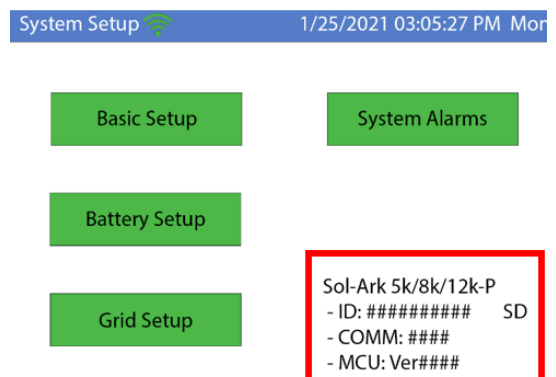 System Setup 1/25/2021 03:05:27 PM Mon
Basic Setup
System Alarms
Battery Setup
Grid Setup
Sol-Ark 5k/8k/12k-P
- ID: ########## SD
- COMM: ####
- MCU: Ver####